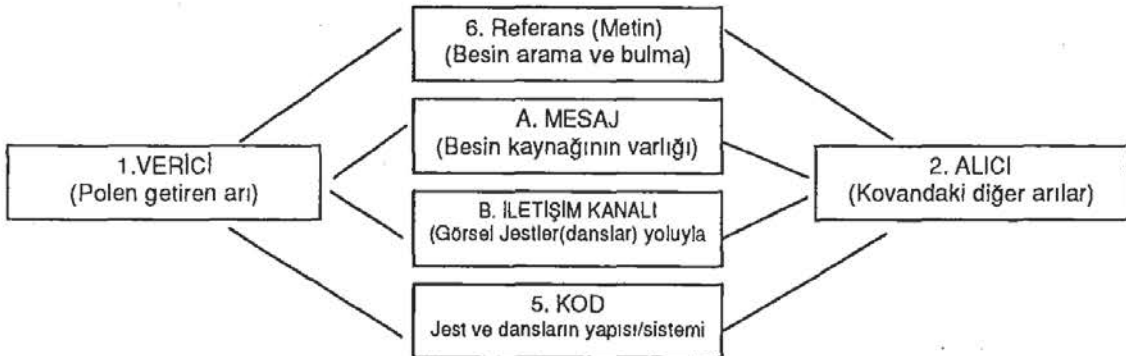 6. Referans (Metin)
(Besin arama ve bulma)
A. MESAJ
(Besin kaynağının varlığı)
1.VERİCİ
(Polen getiren arı)
2. ALICI
(Kovandaki diğer arılar)
B. İLETİŞİM KANALI
(Görsel Jestler(danslar) yoluyla
5. KOD
Jest ve dansların yapısı/sistemi